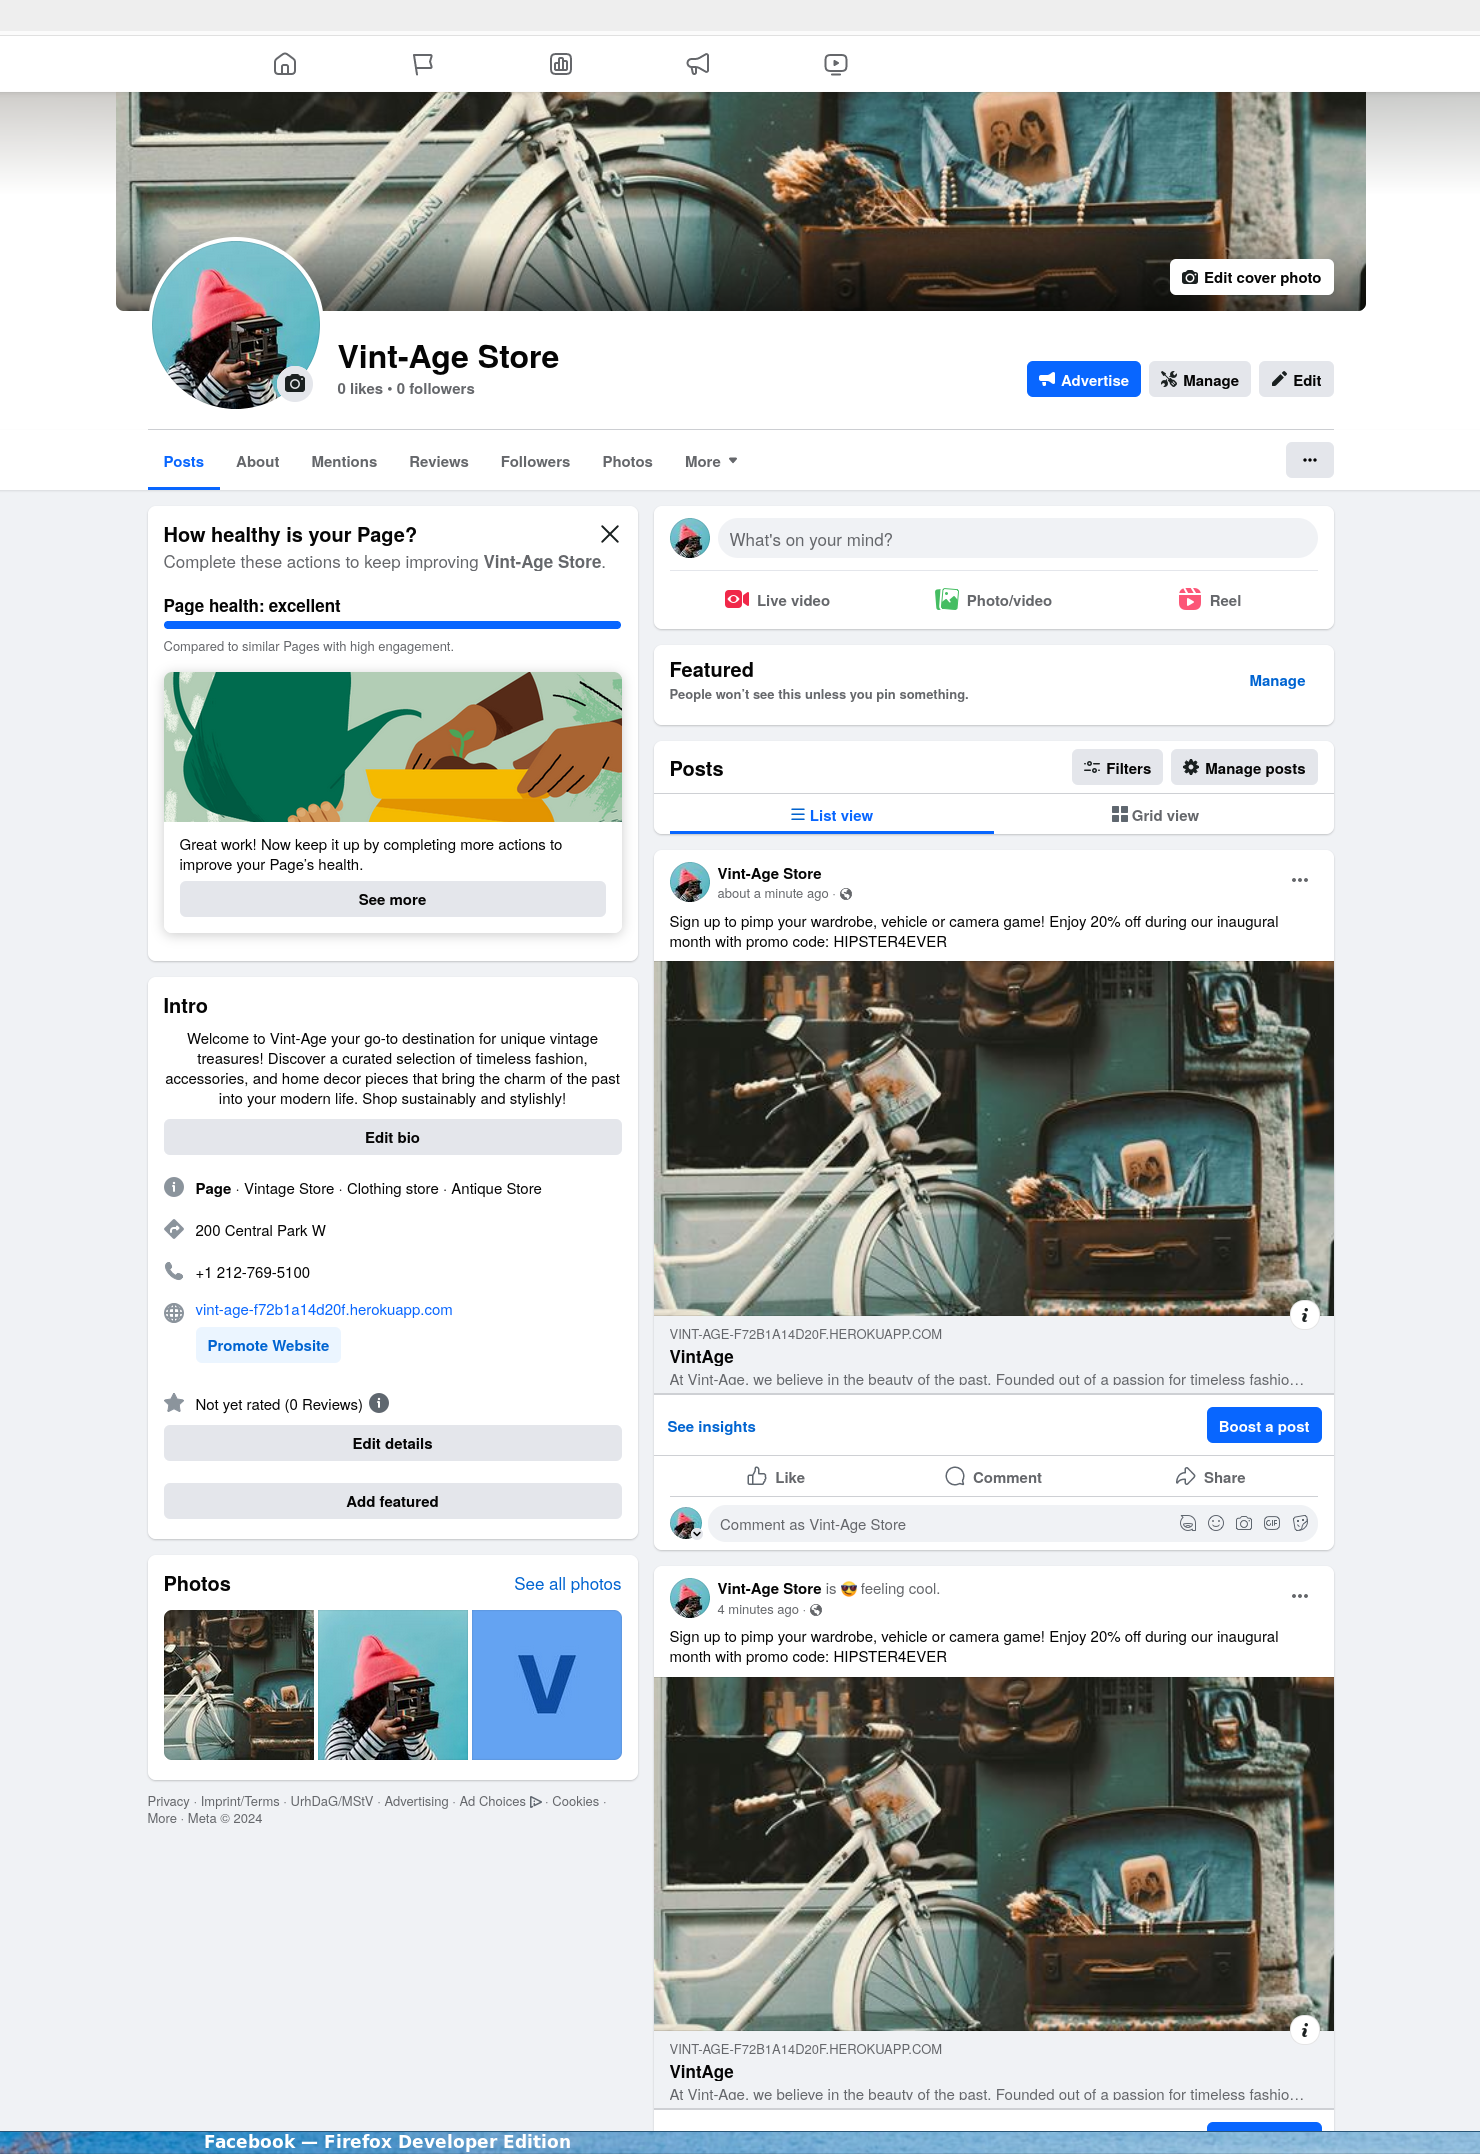 Edit cover photo
Vint-Age Store
0 likes • 0 followers
Advertise
Manage
Edit
Posts
About
Mentions
Reviews
Followers
Photos
More
How healthy is your Page?
Complete these actions to keep improving Vint-Age Store.
Page health: excellent
Compared to similar Pages with high engagement.
Great work! Now keep it up by completing more actions to
improve your Page's health.
See more
Intro
Welcome to Vint-Age your go-to destination for unique vintage
treasures! Discover a curated selection of timeless fashion,
accessories, and home decor pieces that bring the charm of the past
into your modern life. Shop sustainably and stylishly!
Edit bio
Page · Vintage Store · Clothing store · Antique Store
200 Central Park W
+1 212-769-5100
vint-age-f72b1a14d20f.herokuapp.com
Promote Website
Not yet rated (0 Reviews)
Edit details
Add featured
Photos
See all photos
V
Privacy · Imprint/Terms · UrhDaG/MStV · Advertising · Ad Choices · Cookies ·
More · Meta © 2024
What's on your mind?
Live video
Photo/video
Reel
Featured
People won't see this unless you pin something.
Manage
Posts
Filters
Manage posts
List view
Grid view
Vint-Age Store
about a minute ago ·
Sign up to pimp your wardrobe, vehicle or camera game! Enjoy 20% off during our inaugural
month with promo code: HIPSTER4EVER
VINT-AGE-F72B1A14D20F.HEROKUAPP.COM
VintAge
At Vint-Age, we believe in the beauty of the past. Founded out of a passion for timeless fashio…
See insights
Boost a post
Like
Comment
Share
Comment as Vint-Age Store
GIF
Vint-Age Store is 😎 feeling cool.
4 minutes ago ·
Sign up to pimp your wardrobe, vehicle or camera game! Enjoy 20% off during our inaugural
month with promo code: HIPSTER4EVER
VINT-AGE-F72B1A14D20F.HEROKUAPP.COM
VintAge
At Vint-Age, we believe in the beauty of the past. Founded out of a passion for timeless fashio…
Facebook — Firefox Developer Edition